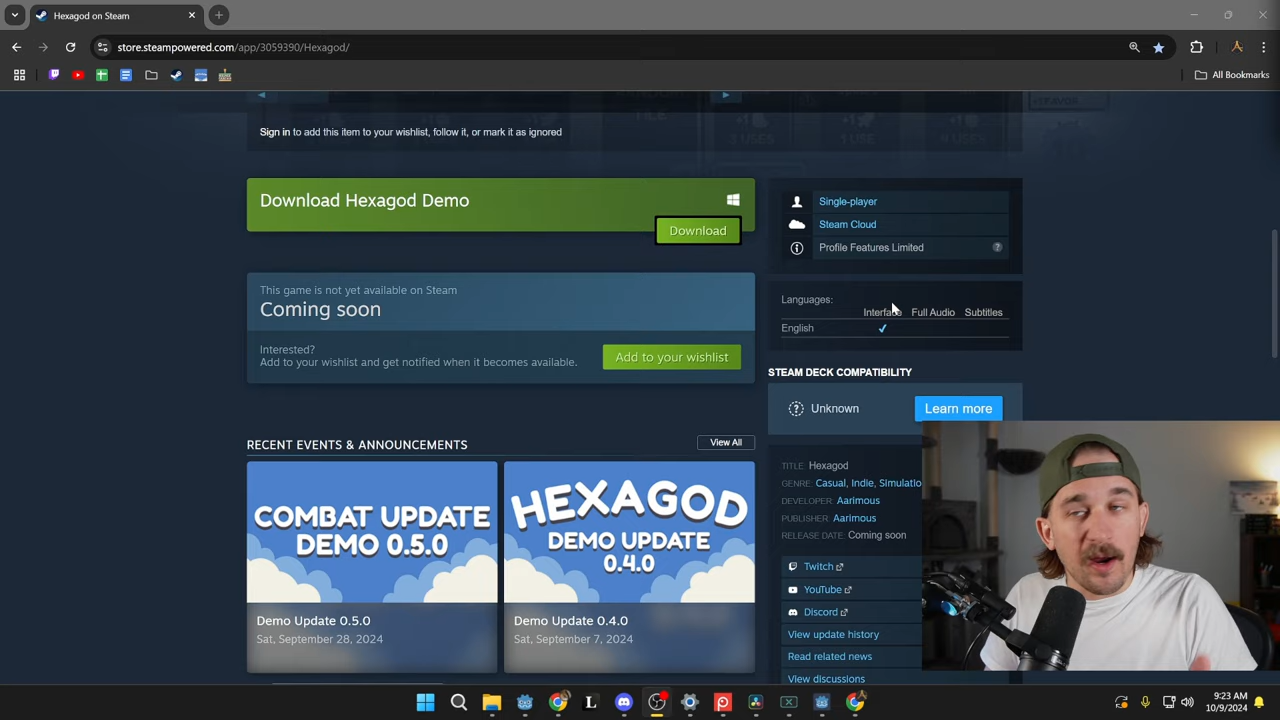 Hexagod on Steam
store.steampowered.com/app/3059390/Hexagod/
All Bookmarks
Sign in to add this item to your wishlist, follow it, or mark it as ignored
Download Hexagod Demo
Download
This game is not yet available on Steam
Coming soon
Interested?
Add to your wishlist and get notified when it becomes available.
Add to your wishlist
RECENT EVENTS & ANNOUNCEMENTS
View All
COMBAT UPDATE
DEMO 0.5.0
Demo Update 0.5.0
Sat, September 28, 2024
HEXAGOD
DEMO UPDATE
0.4.0
Demo Update 0.4.0
Sat, September 7, 2024
Single-player
Steam Cloud
Profile Features Limited
?
Languages:
Interface Full Audio Subtitles
English
STEAM DECK COMPATIBILITY
Unknown
Learn more
TITLE: Hexagod
GENRE: Casual, Indie,
DEVELOPER: Aarimous
PUBLISHER: Aarimous
RELEASE DATE: Coming soon
Twitch
YouTube
Discord
View update history
Read related news
View discussions
9:23 AM
10/9/2024